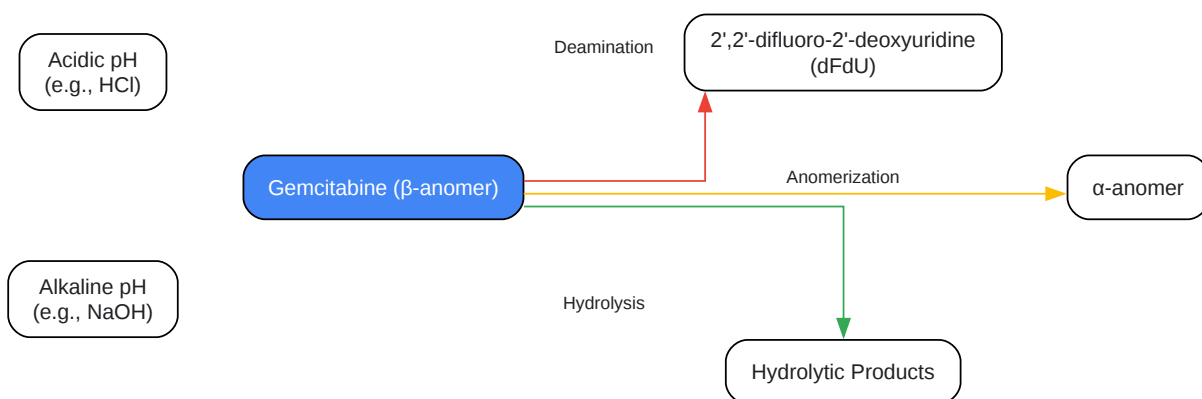 Acidic pH
(e.g., HCl)
Deamination
2',2'-difluoro-2'-deoxyuridine
(dFdU)
Gemcitabine (β-anomer)
Anomerization
α-anomer
Alkaline pH
(e.g., NaOH)
Hydrolysis
Hydrolytic Products